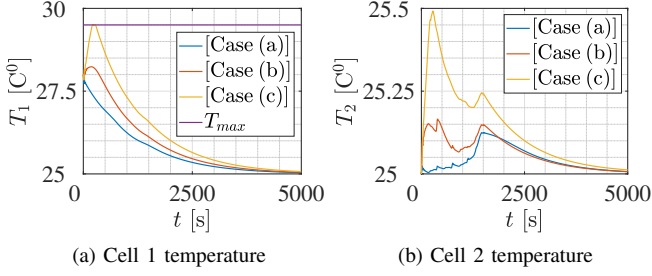 30
27.5
25
T₁ [C⁰]
[Case (a)]
[Case (b)]
[Case (c)]
Tₘₐₓ
0 2500 5000
t [s]
(a) Cell 1 temperature
25.5
25.25
25
T₂ [C⁰]
[Case (a)]
[Case (b)]
[Case (c)]
0 2500 5000
t [s]
(b) Cell 2 temperature